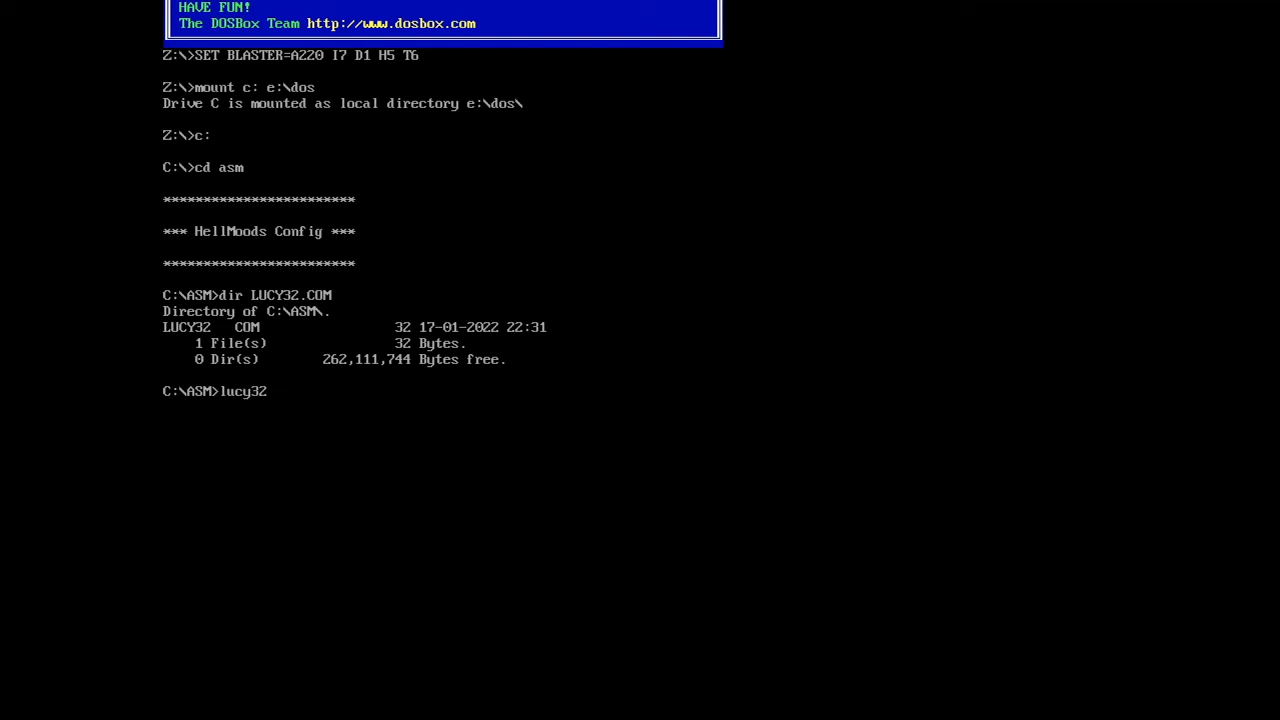 HAVE FUN!
The DOSBox Team http://www.dosbox.com
Z:\>SET BLASTER=A220 I7 D1 H5 T6
Z:\>mount c: e:\dos
Drive C is mounted as local directory e:\dos\
Z:\>c:
C:\>cd asm
************************
*** HellMoods Config ***
************************
C:\ASM>dir LUCY32.COM
Directory of C:\ASM\.
LUCY32   COM                 32 17-01-2022 22:31
    1 File(s)                 32 Bytes.
    0 Dir(s)        262,111,744 Bytes free.
C:\ASM>lucy32